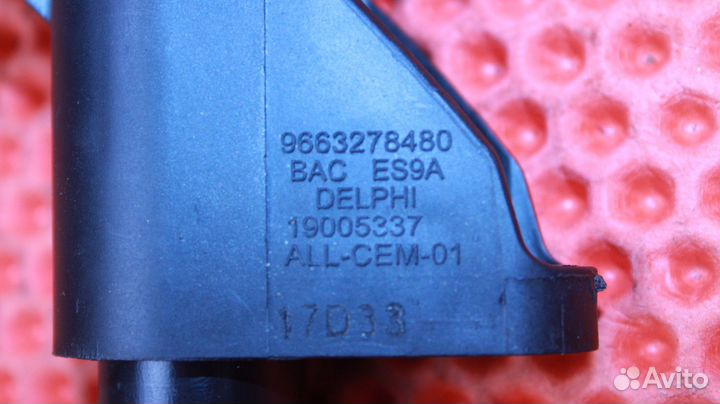 9663278480
BAC ES9A
DELPHI
19005337
ALL-CEM-01
17D33
Avito